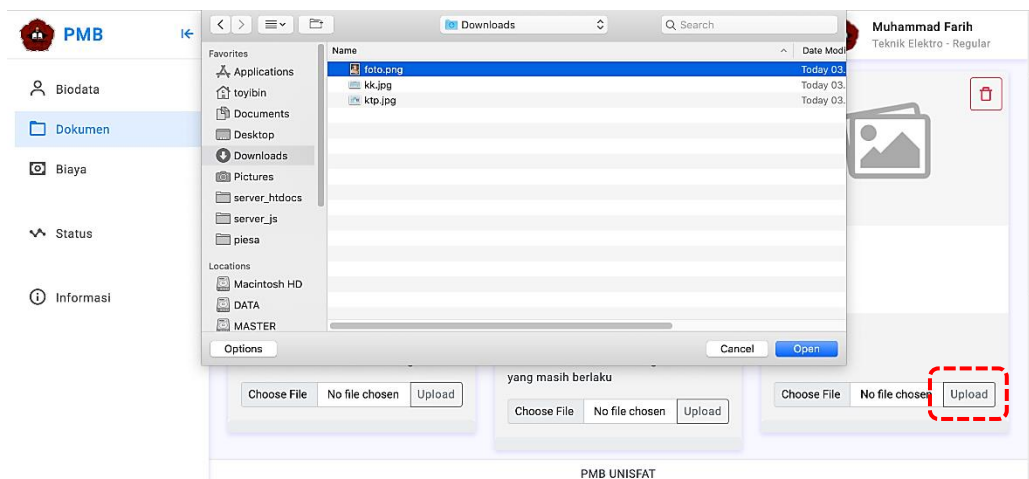 PMB
Biodata
Dokumen
Biaya
Status
Informasi
Downloads
Search
Muhammad Farih
Teknik Elektro - Regular
Favorites
Applications
toyibin
Documents
Desktop
Downloads
Pictures
server_htdocs
server_js
piesa
Locations
Macintosh HD
DATA
MASTER
Name
Date Modi
foto.png
Today 03.
kk.jpg
Today 03.
ktp.jpg
Today 03.
Options
Cancel
Open
Choose File No file chosen Upload
yang masih berlaku
Choose File No file chosen Upload
Choose File No file chosen Upload
PMB UNISFAT